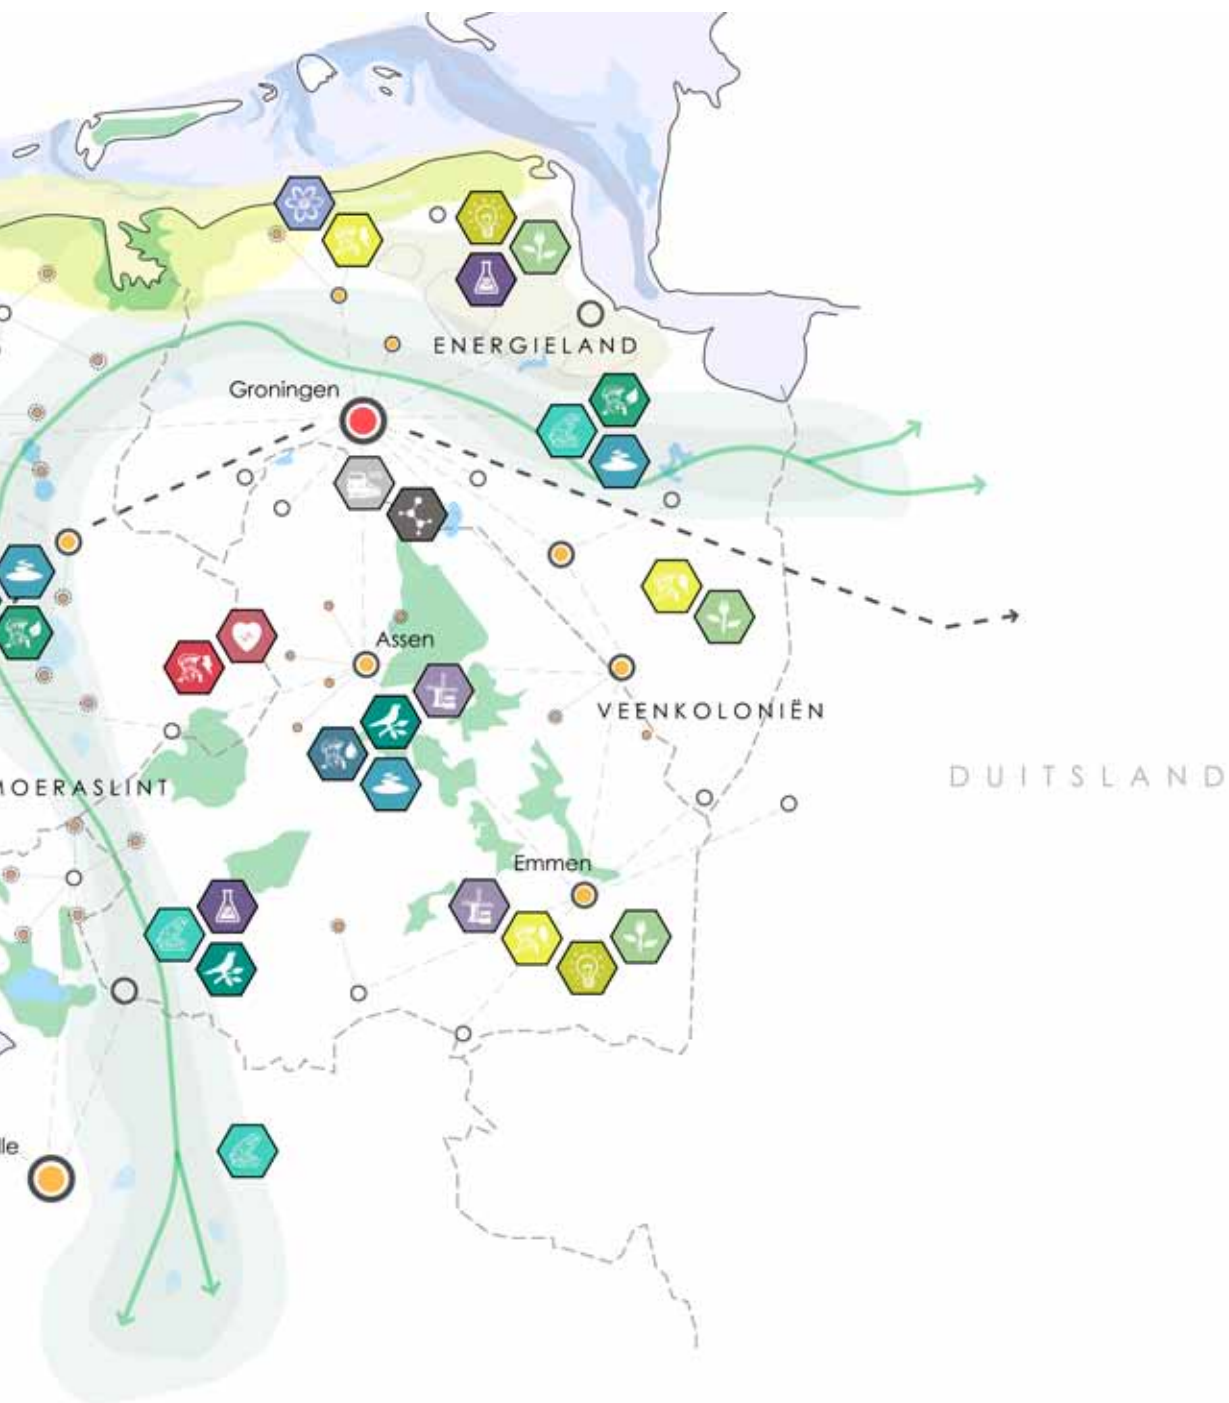 ENERGIELAND
Groningen
Assen
VEENKOLONIËN
DUITSLAND
MOERASLINT
Emmen
lle